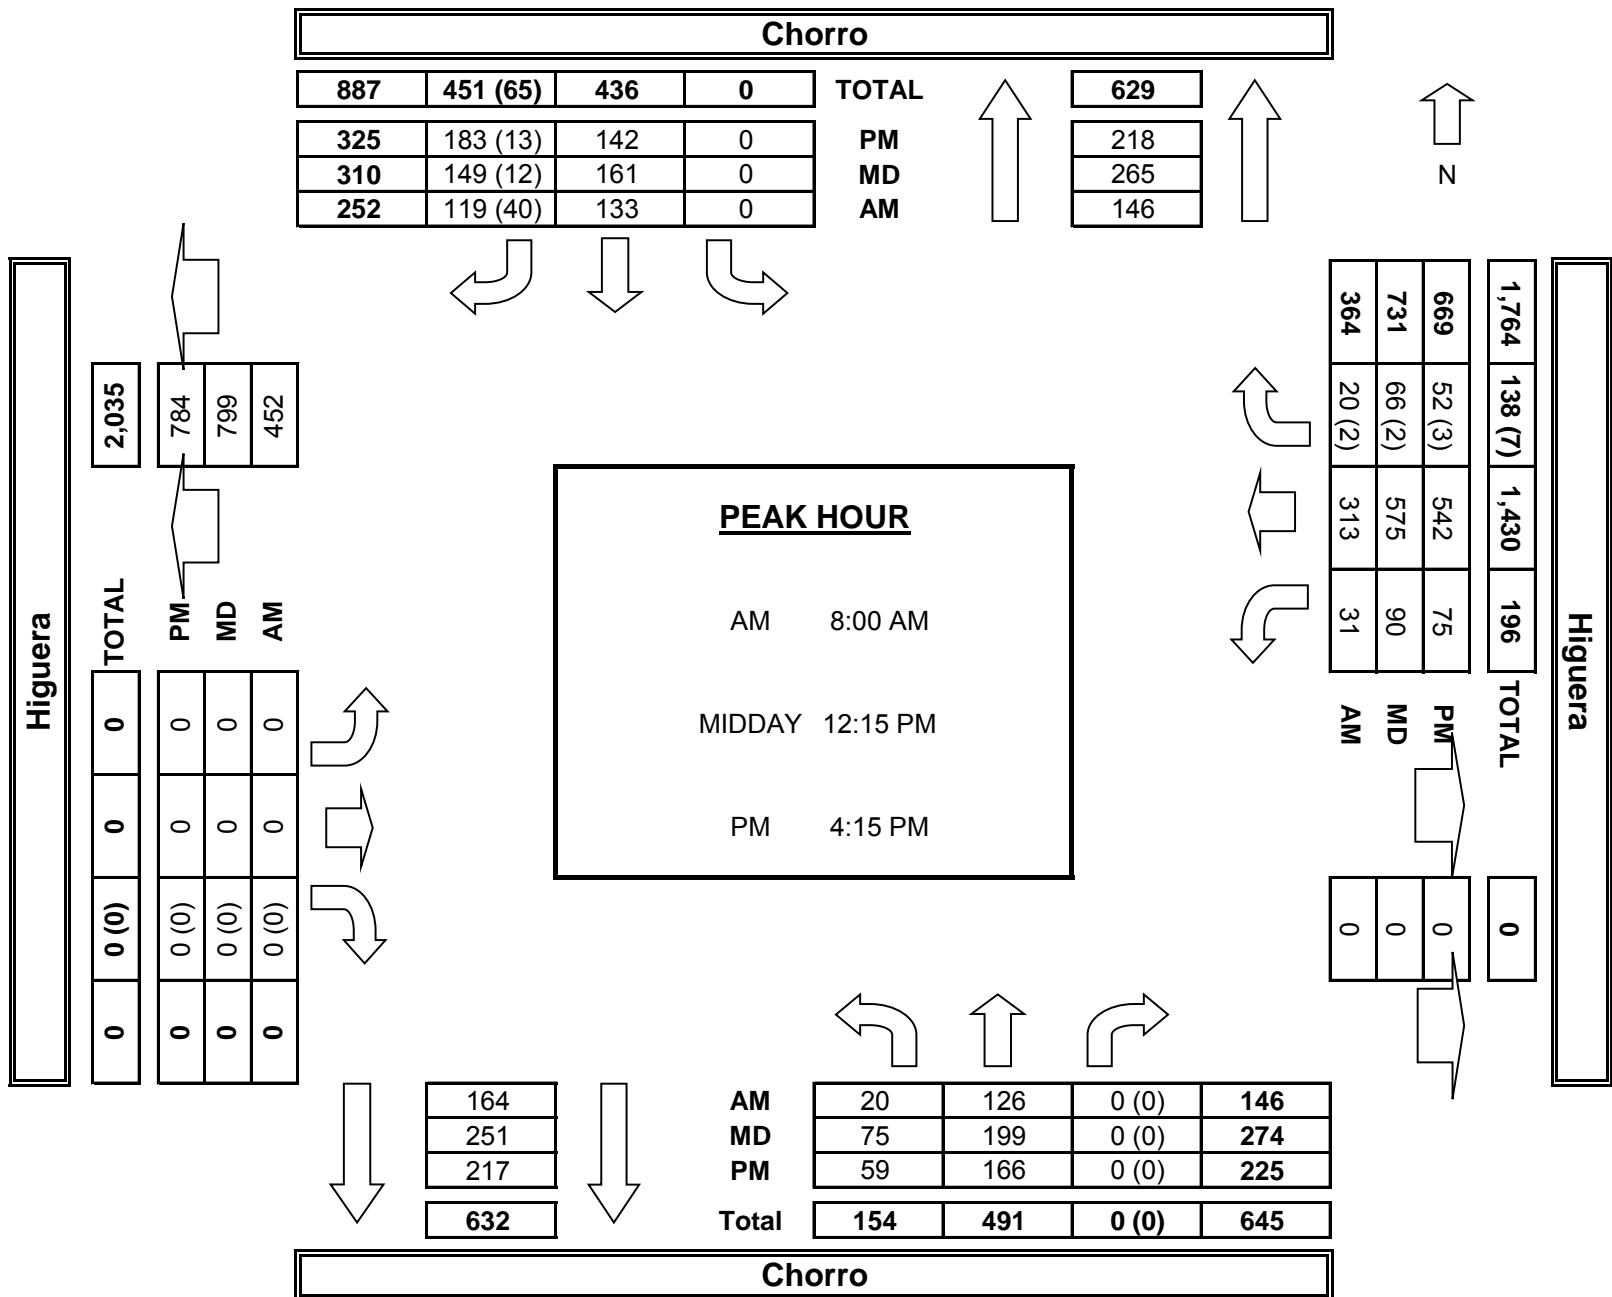 Chorro
887 451 (65) 436 0 TOTAL 629
325 183 (13) 142 0 PM 218
310 149 (12) 161 0 MD 265
252 119 (40) 133 0 AM 146
N
Higuera
2,035 784 799 452
TOTAL PM MD AM
0 0 0 0
0 0 0 0
0 (0) 0 (0) 0 (0) 0 (0)
0 0 0 0
PEAK HOUR
AM 8:00 AM
MIDDAY 12:15 PM
PM 4:15 PM
364 731 669 1,764
20 (2) 66 (2) 52 (3) 138 (7)
313 575 542 1,430
31 90 75 196
AM MD PM TOTAL
0 0 0 0
Higuera
164 AM 20 126 0 (0) 146
251 MD 75 199 0 (0) 274
217 PM 59 166 0 (0) 225
632 Total 154 491 0 (0) 645
Chorro